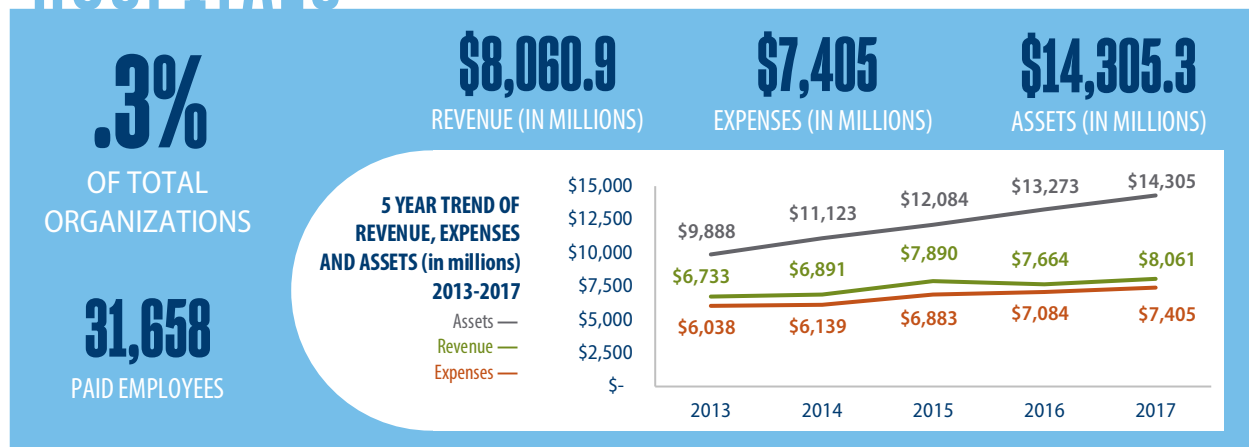 .3%
OF TOTAL
ORGANIZATIONS
31,658
PAID EMPLOYEES
$8,060.9
REVENUE (IN MILLIONS)
$7,405
EXPENSES (IN MILLIONS)
$14,305.3
ASSETS (IN MILLIONS)
5 YEAR TREND OF
REVENUE, EXPENSES
AND ASSETS (in millions)
2013-2017
Assets
Revenue
Expenses
$15,000
$12,500
$10,000
$7,500
$5,000
$2,500
$-
$9,888 $11,123 $12,084 $13,273 $14,305
$6,733 $6,891 $7,890 $7,664 $8,061
$6,038 $6,139 $6,883 $7,084 $7,405
2013 2014 2015 2016 2017